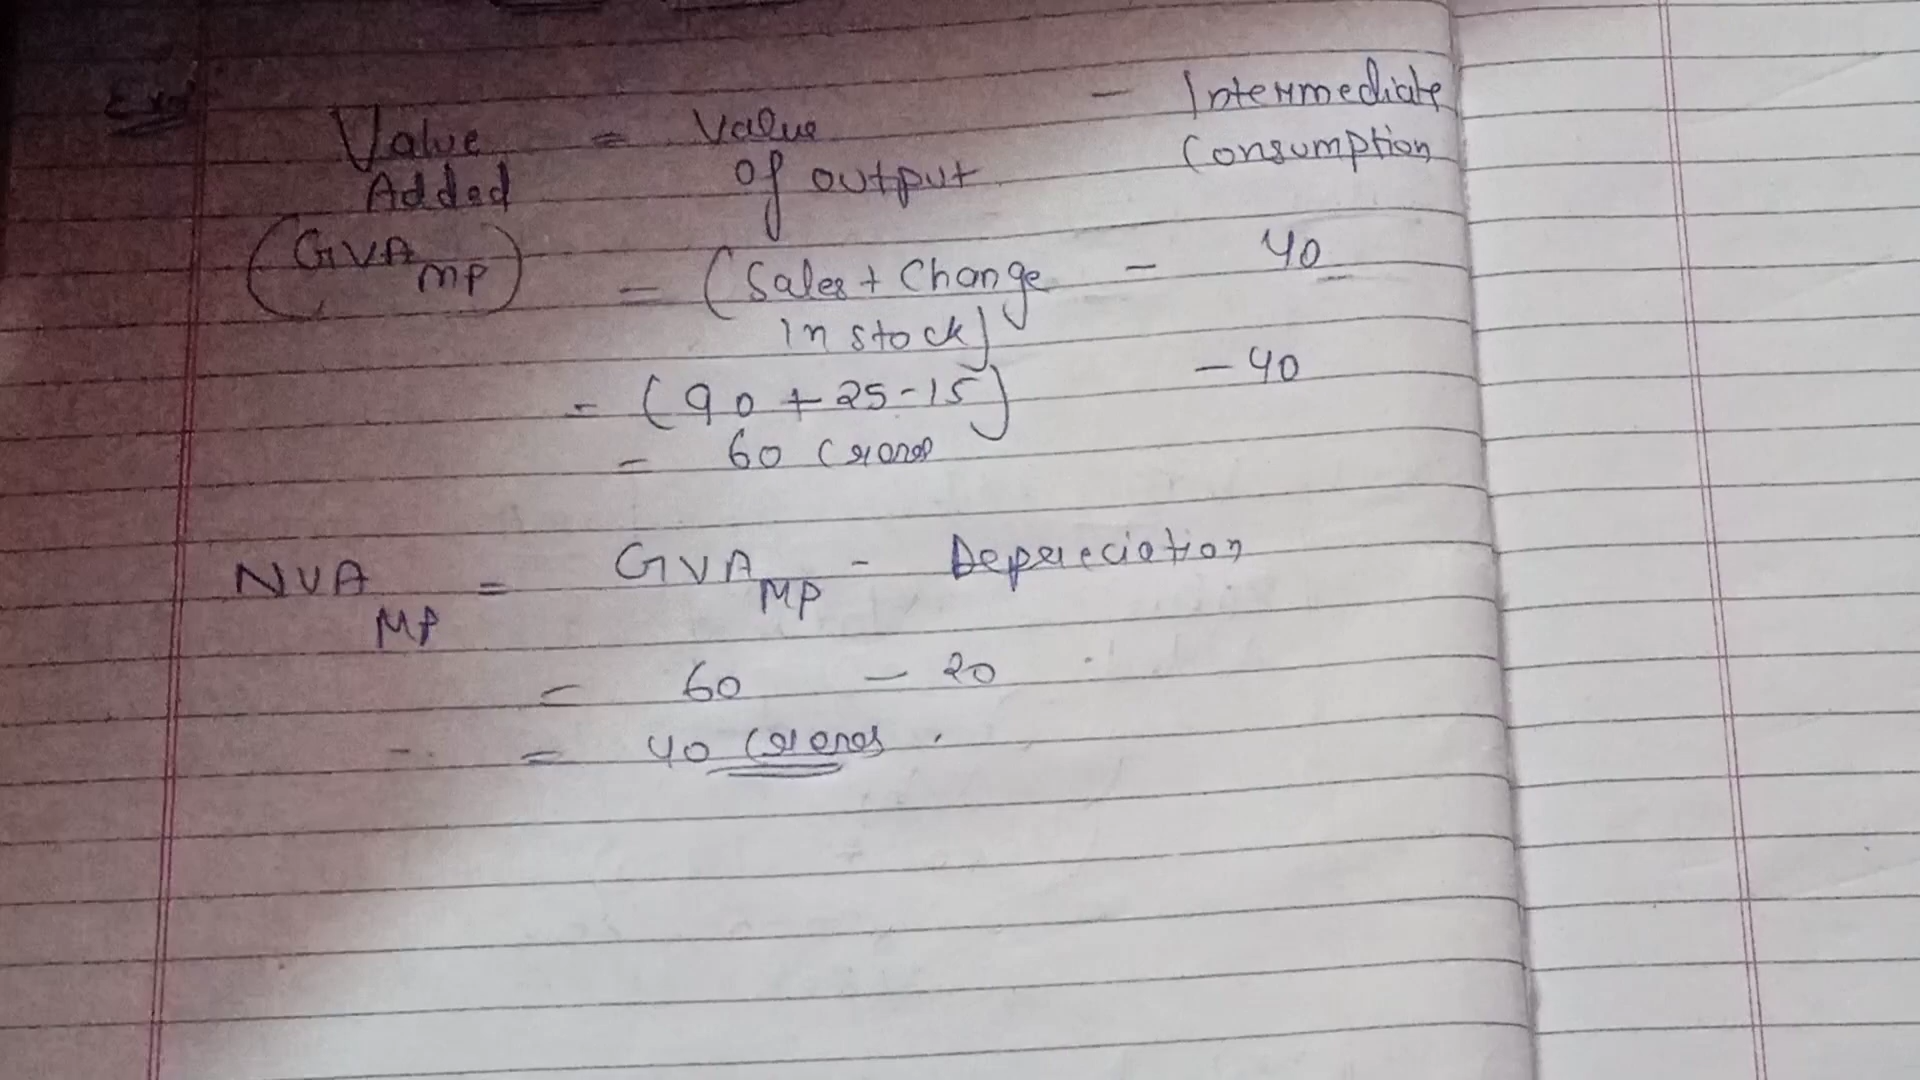 Value = Value - Intermediate
Added of output Consumption
(GVA MP) = (Sales + Change - 40
in stock)
= (90 + 25 - 15) - 40
= 60 Crores
NVA MP = GVA MP - Depreciation
= 60 - 20
= 40 Crores.